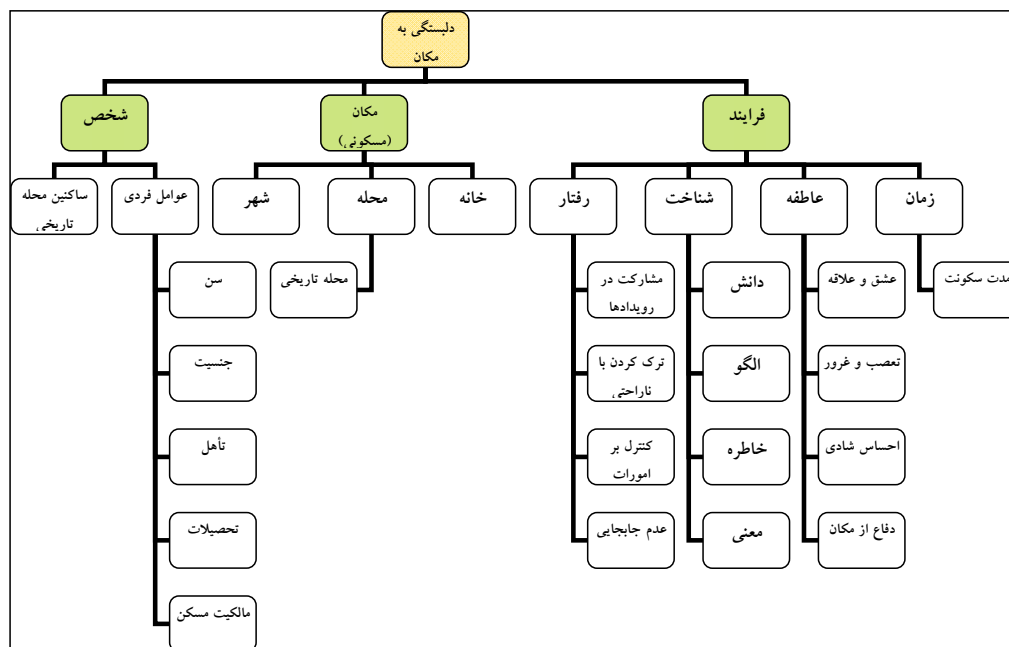 دلبستگی به
مکان
فرایند
مکان
(مسکونی)
شخص
زمان
عاطفه
شناخت
رفتار
خانه
محله
شهر
عوامل فردی
ساکنین محله
تاریخی
مدت سکونت
عشق و علاقه
تعصب و غرور
احساس شادی
دفاع از مکان
دانش
الگو
خاطره
معنی
مشارکت در
رویدادها
ترک کردن با
ناراحتی
کنترل بر
امورات
عدم جابجایی
محله تاریخی
سن
جنسیت
تأهل
تحصیلات
مالکیت مسکن